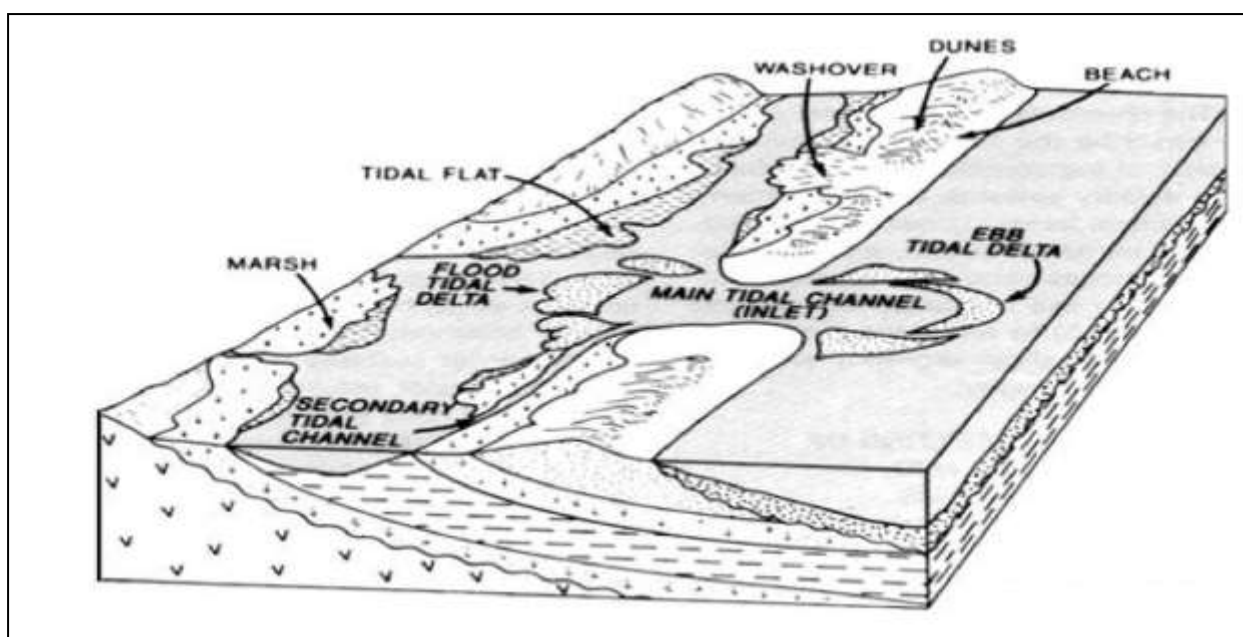 DUNES
WASHOVER
BEACH
TIDAL FLAT
EBB
TIDAL DELTA
MARSH
FLOOD
TIDAL
DELTA
MAIN TIDAL CHANNEL
(INLET)
SECONDARY
TIDAL
CHANNEL